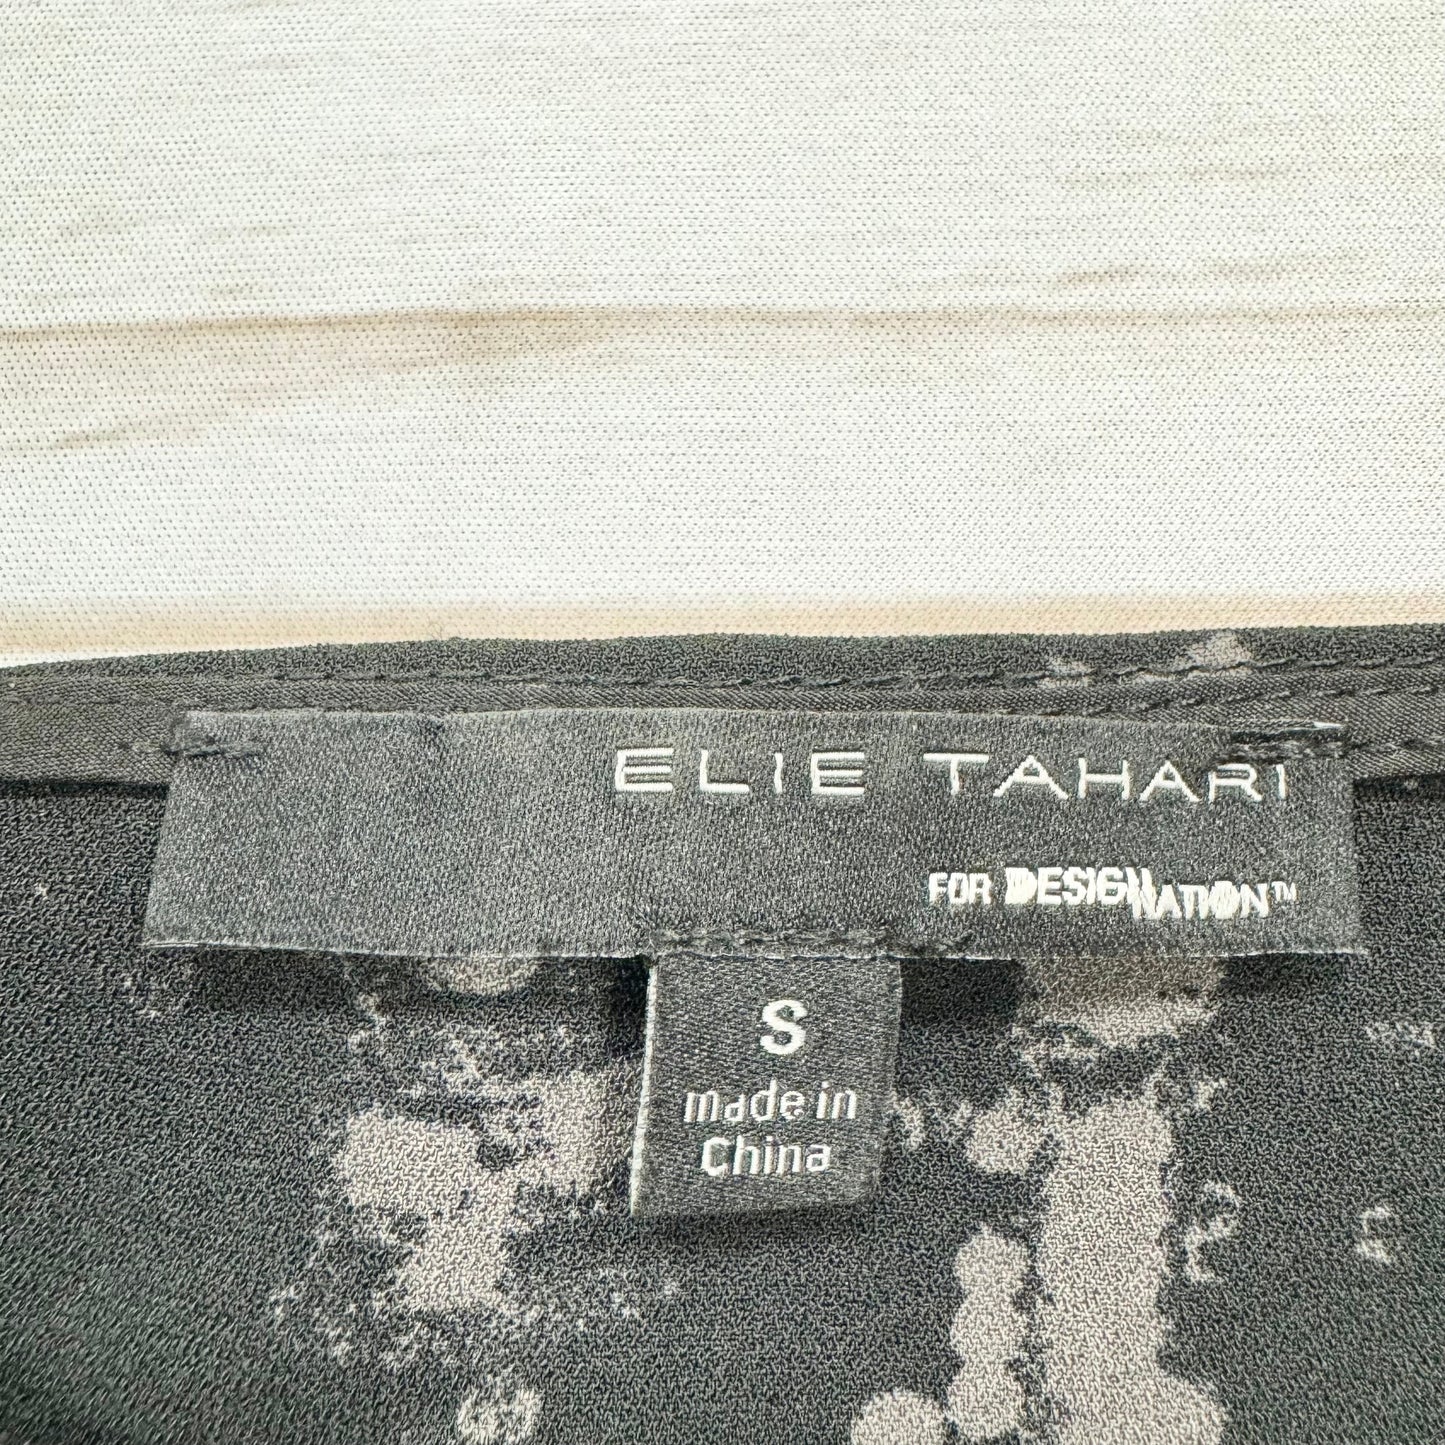 ELIE TAHARI
FOR DESIGNATION™
S
made in
China